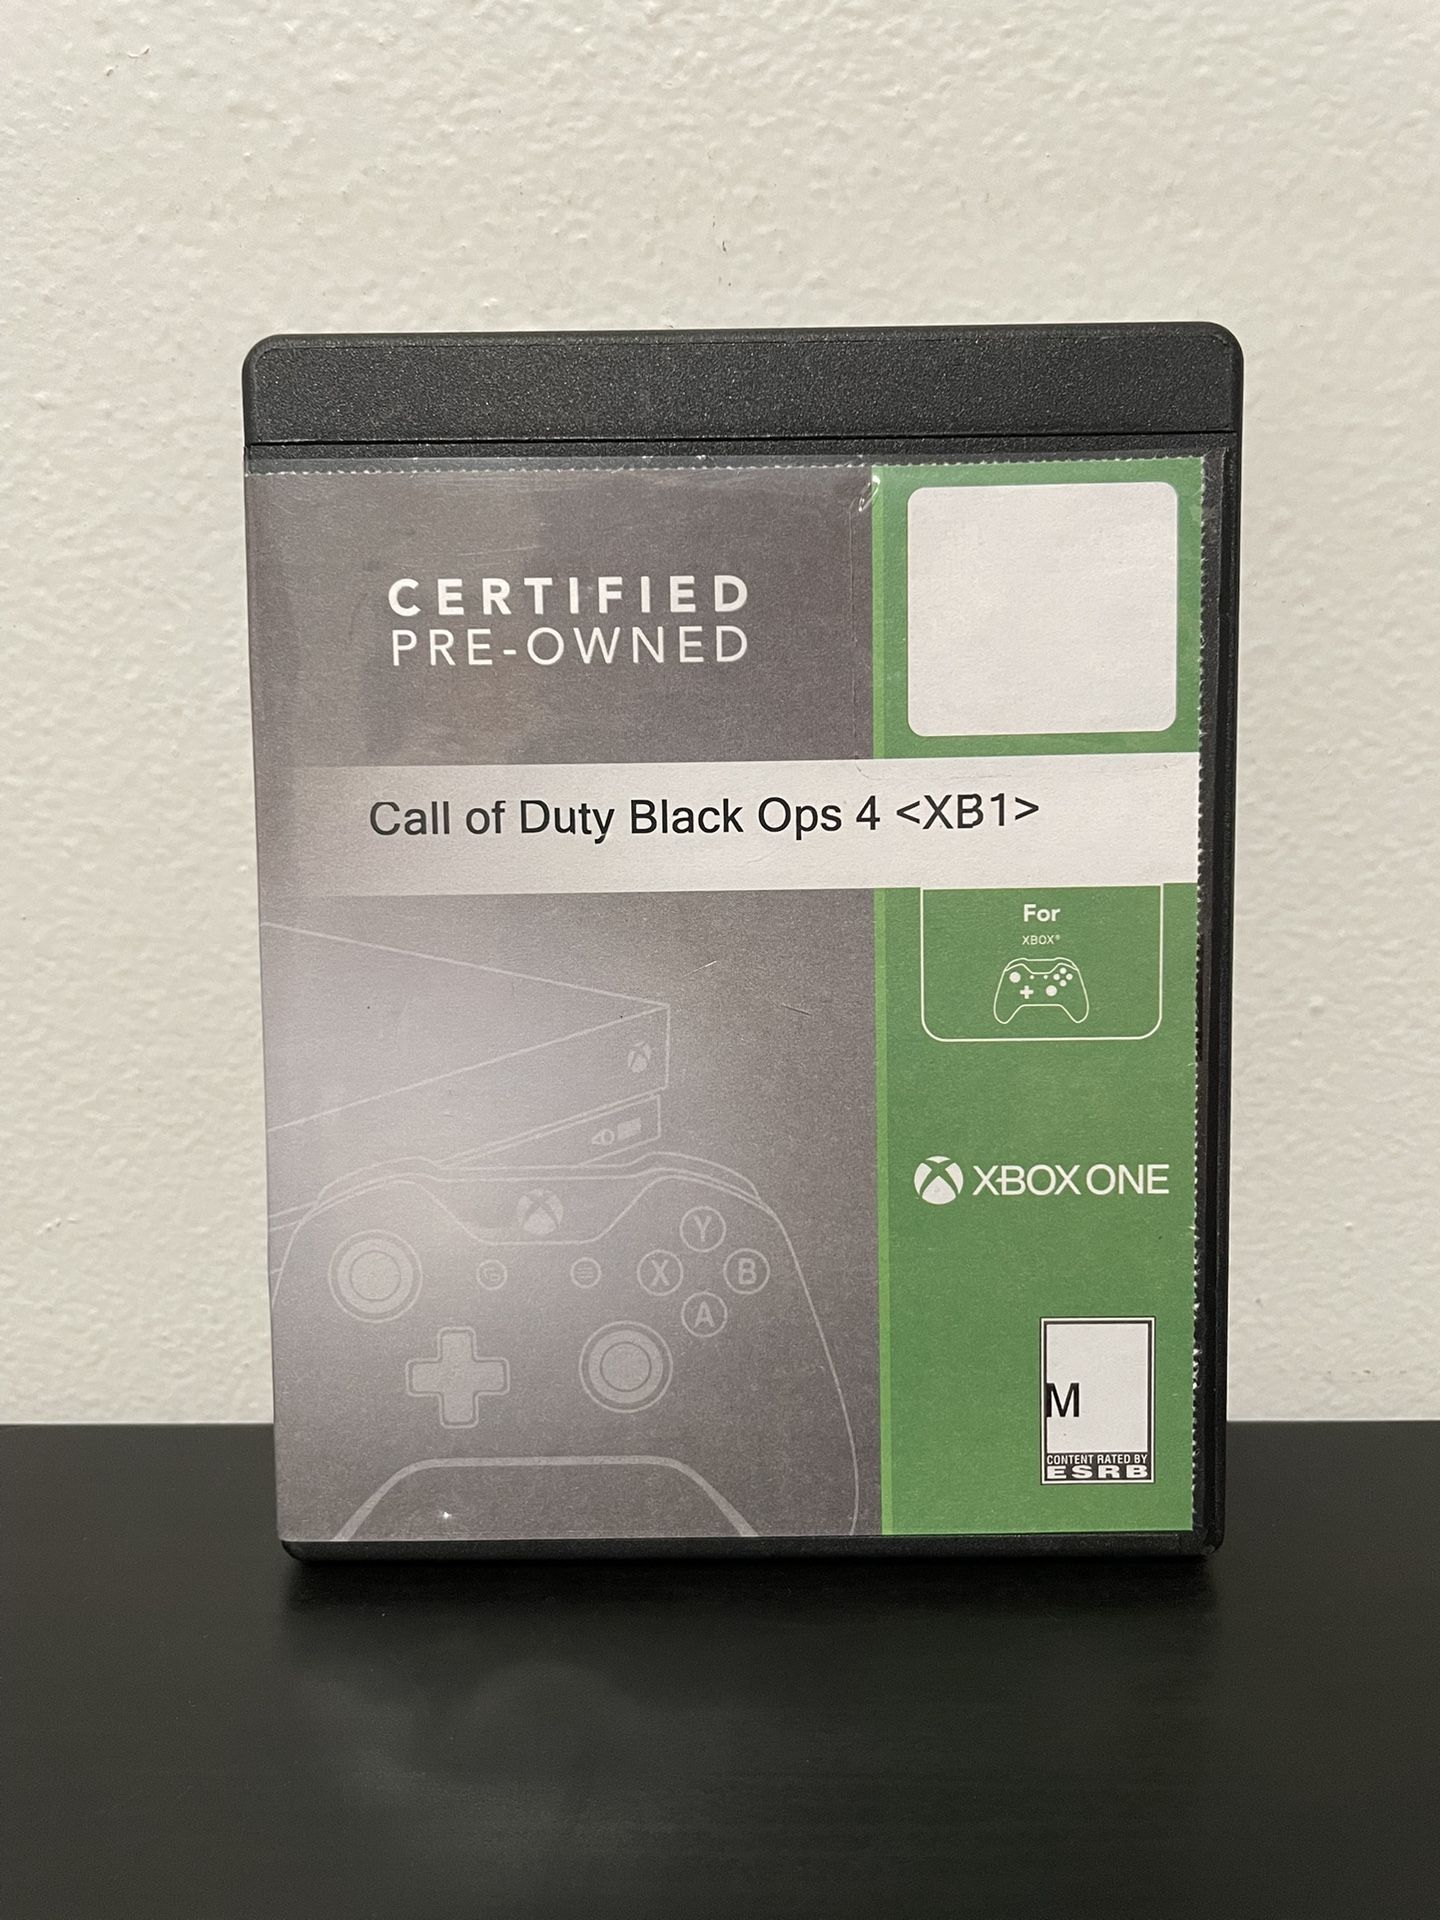 CERTIFIED
PRE-OWNED
Call of Duty Black Ops 4 <XB1>
For
XBOX®
XBOX ONE
Y
X B
A
M
CONTENT RATED BY
ESRB